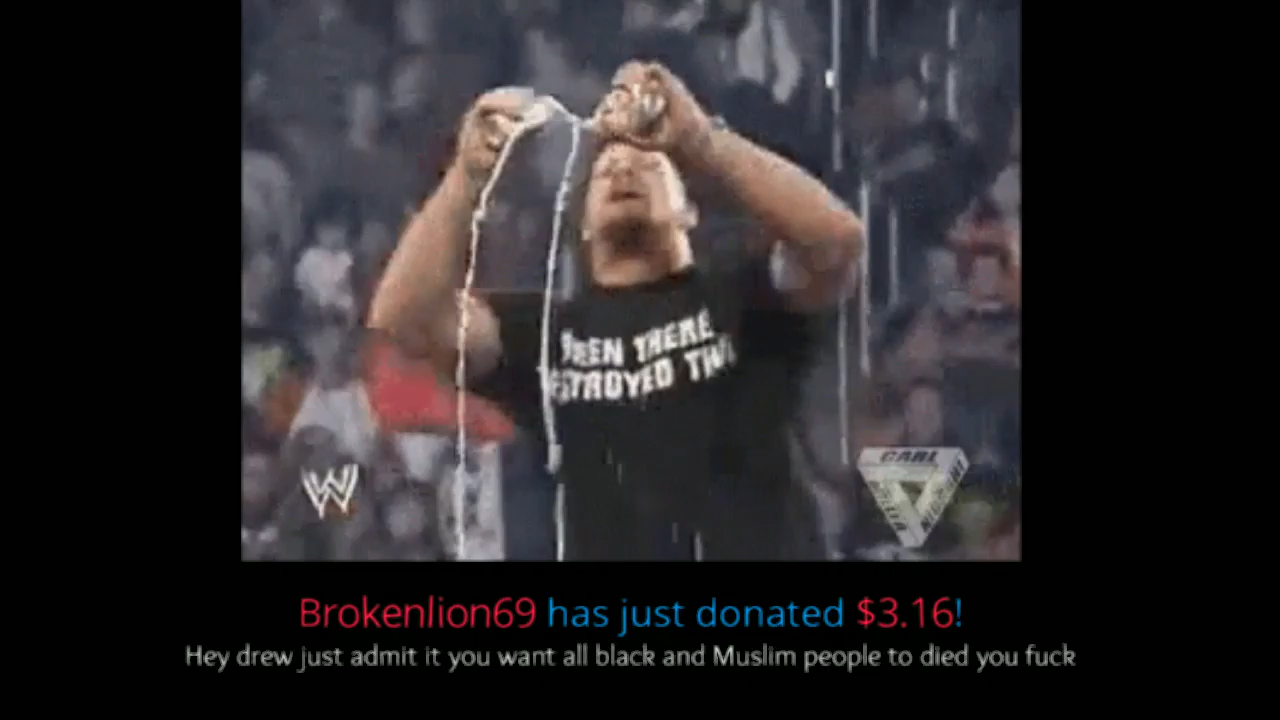 BEEN THERE
DESTROYED THAT
CARL
Brokenlion69 has just donated $3.16!
Hey drew just admit it you want all black and Muslim people to died you fuck